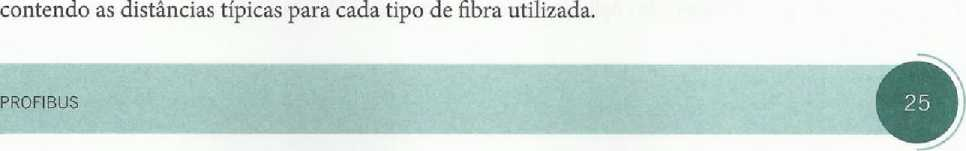 contendo as distâncias típicas para cada tipo de fibra utilizada.
PROFIBUS
25